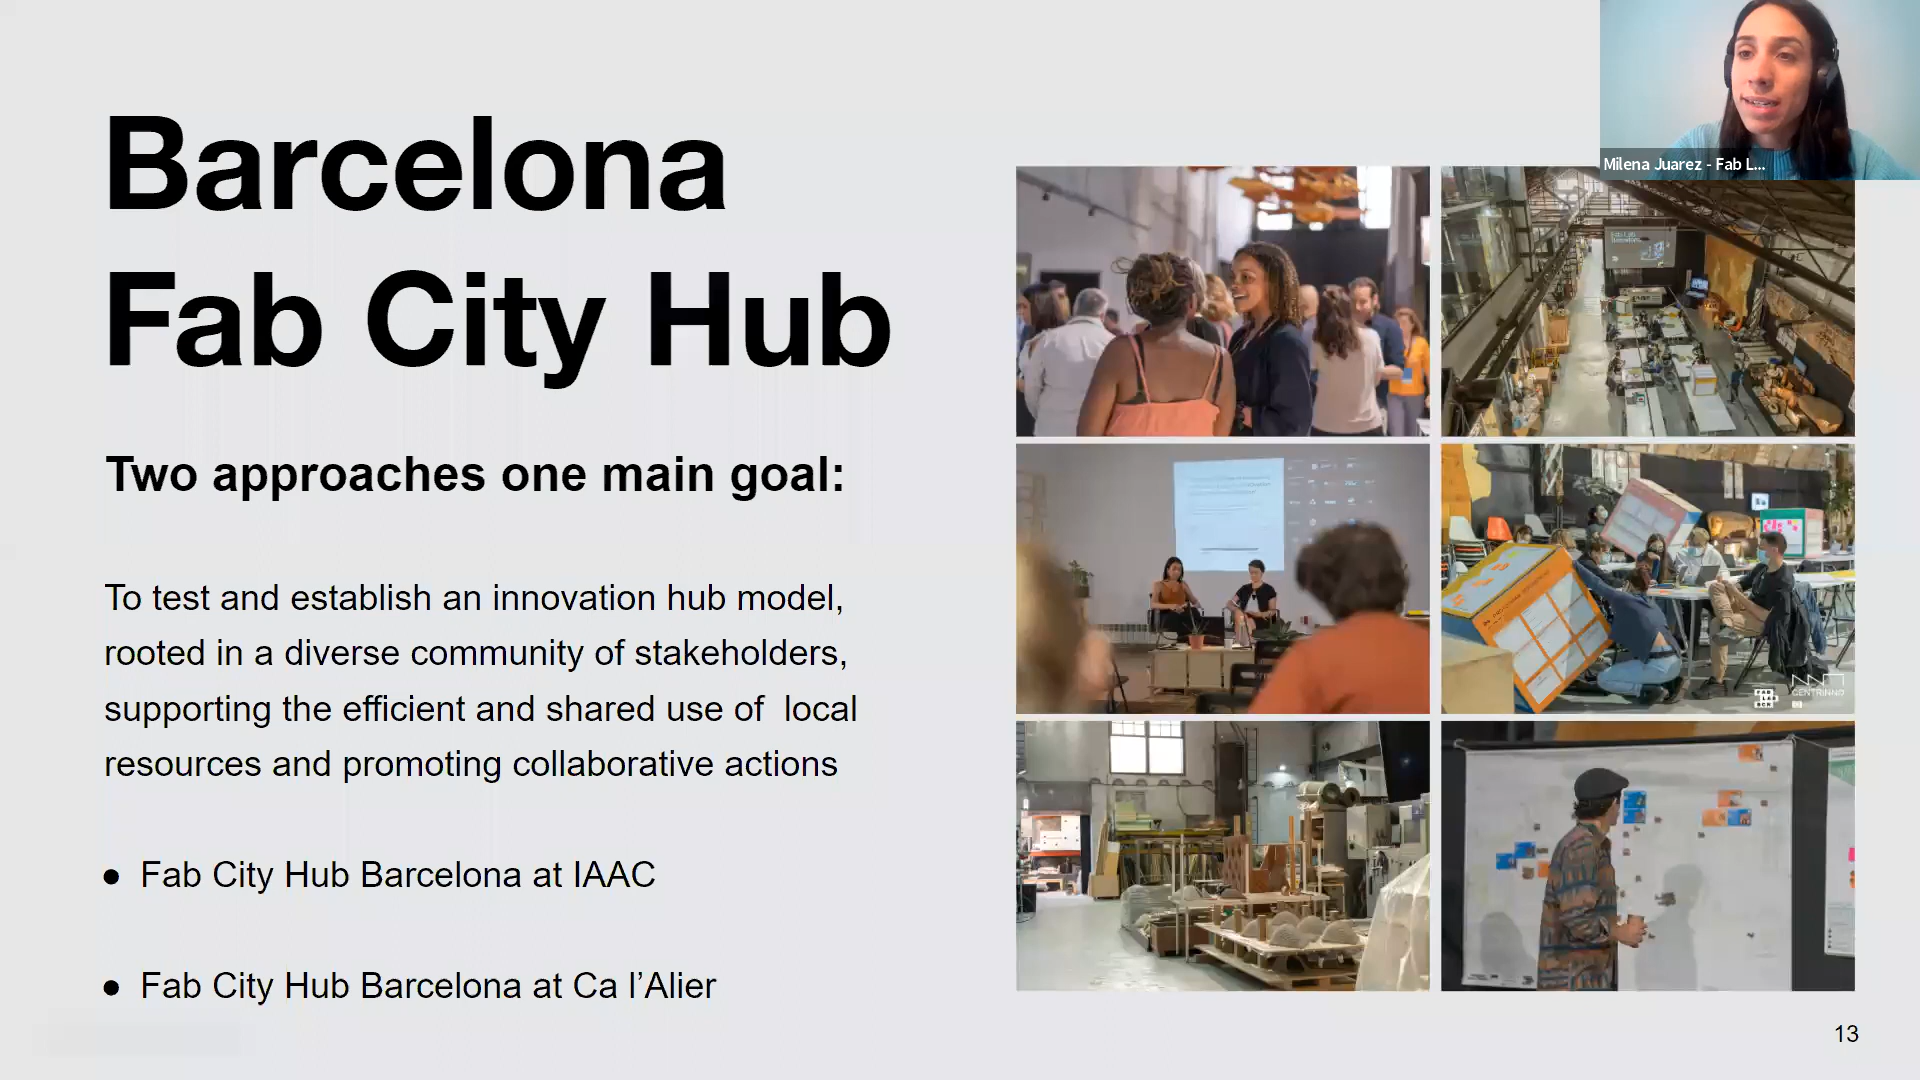 Barcelona
Fab City Hub
Two approaches one main goal:
To test and establish an innovation hub model,
rooted in a diverse community of stakeholders,
supporting the efficient and shared use of  local
resources and promoting collaborative actions
● Fab City Hub Barcelona at IAAC
● Fab City Hub Barcelona at Ca l’Alier
Milena Juarez - Fab L...
CENTRINNO
13